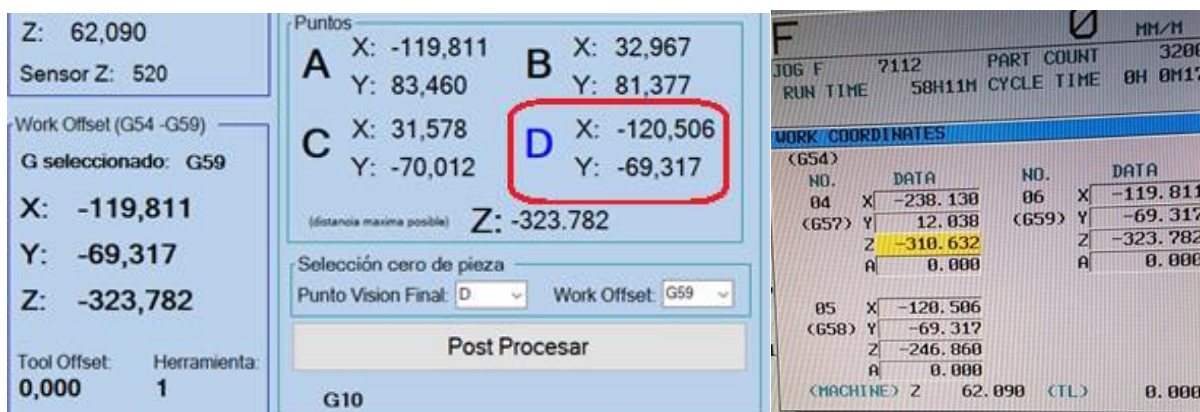 Z: 62,090
Sensor Z: 520
Work Offset (G54 -G59)
G seleccionado: G59
X: -119,811
Y: -69,317
Z: -323,782
Tool Offset: Herramienta:
0,000 1
Puntos
A X: -119,811 B X: 32,967
Y: 83,460 Y: 81,377
C X: 31,578 D X: -120,506
Y: -70,012 Y: -69,317
(distancia maxima posible) Z: -323.782
Selección cero de pieza
Punto Vision Final: D Work Offset: G59
Post Procesar
G10
F 0 MM/M
JOG F 7112 PART COUNT 3200
RUN TIME 58H11M CYCLE TIME 0H 0M17
WORK COORDINATES
(G54)
NO. DATA NO. DATA
04 X -238.130 06 X -119.811
(G57) Y 12.038 (G59) Y -69.317
Z -310.632 Z -323.782
A 0.000 A 0.000
05 X -120.506
(G58) Y -69.317
Z -246.860
A 0.000
(MACHINE) Z 62.090 (TL) 0.000